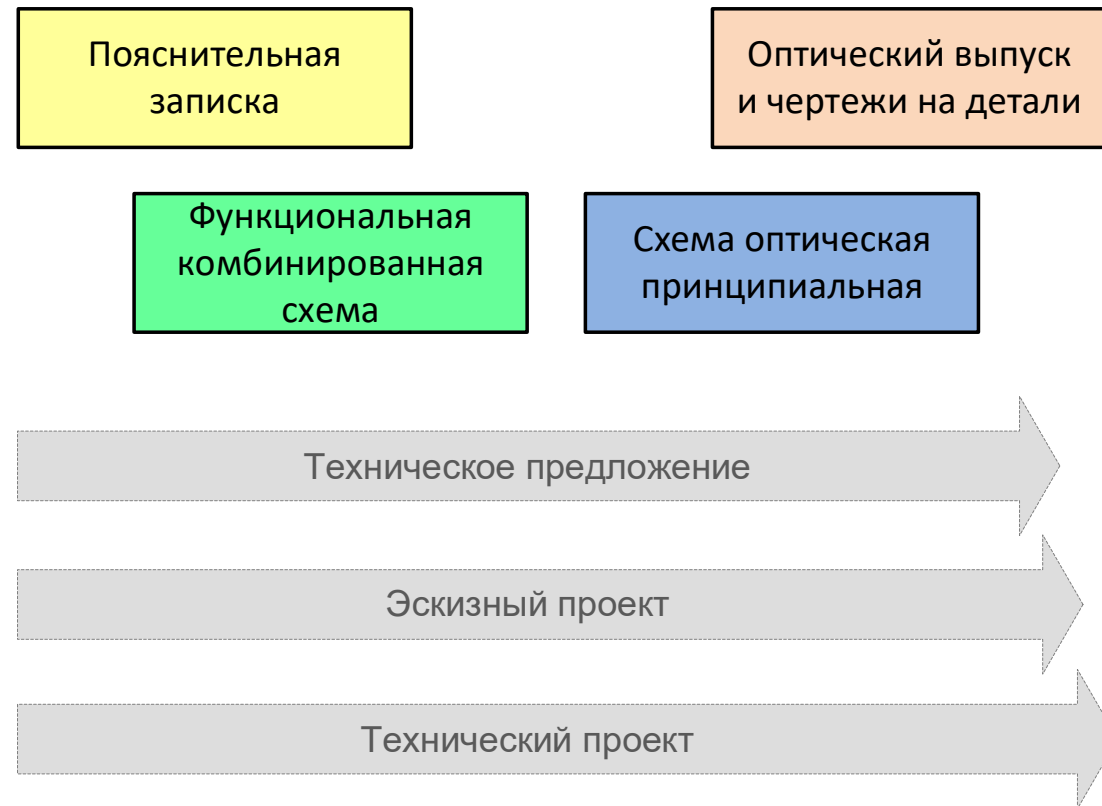 Пояснительная
записка
Оптический выпуск
и чертежи на детали
Функциональная
комбинированная
схема
Схема оптическая
принципиальная
Техническое предложение
Эскизный проект
Технический проект